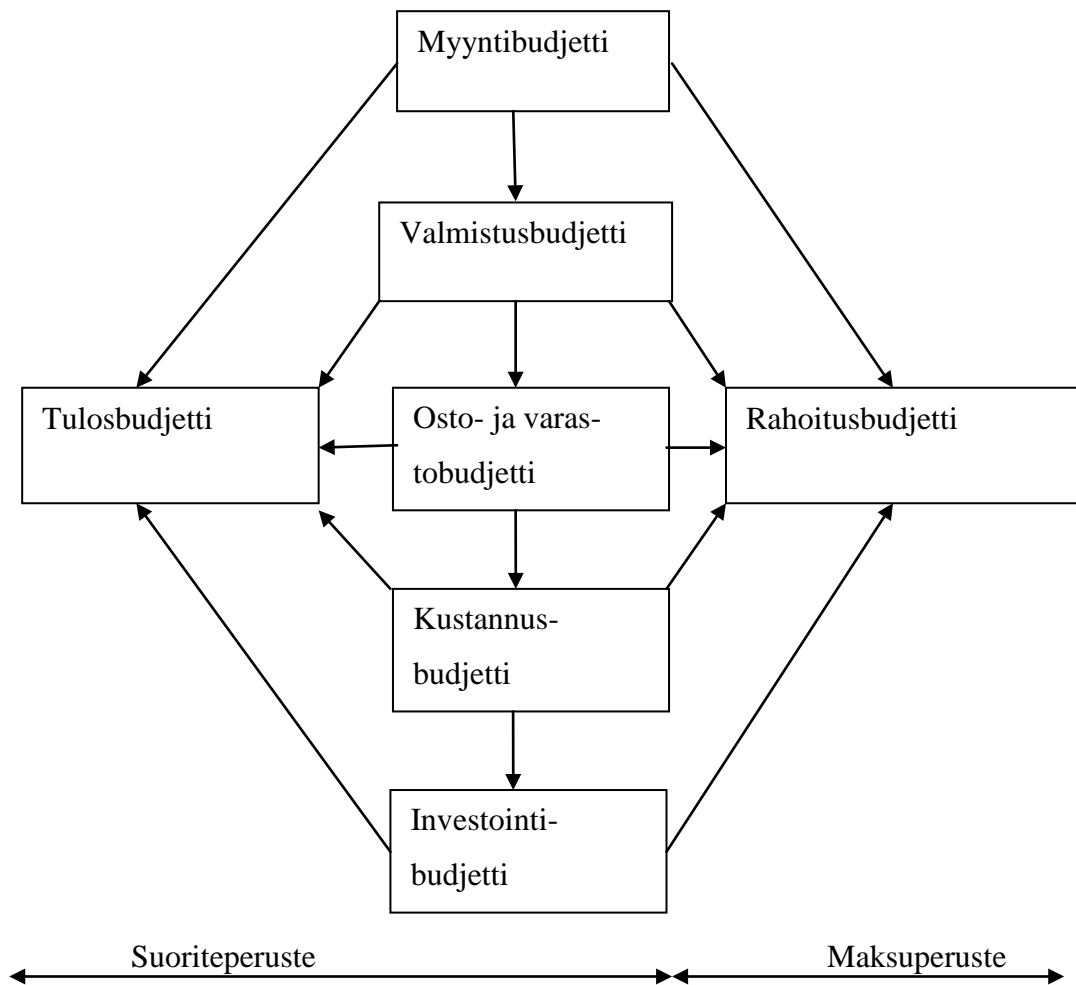 Myyntibudjetti
Valmistusbudjetti
Tulosbudjetti
Osto- ja varas-
tobudjetti
Rahoitusbudjetti
Kustannus-
budjetti
Investointi-
budjetti
Suoriteperuste
Maksuperuste